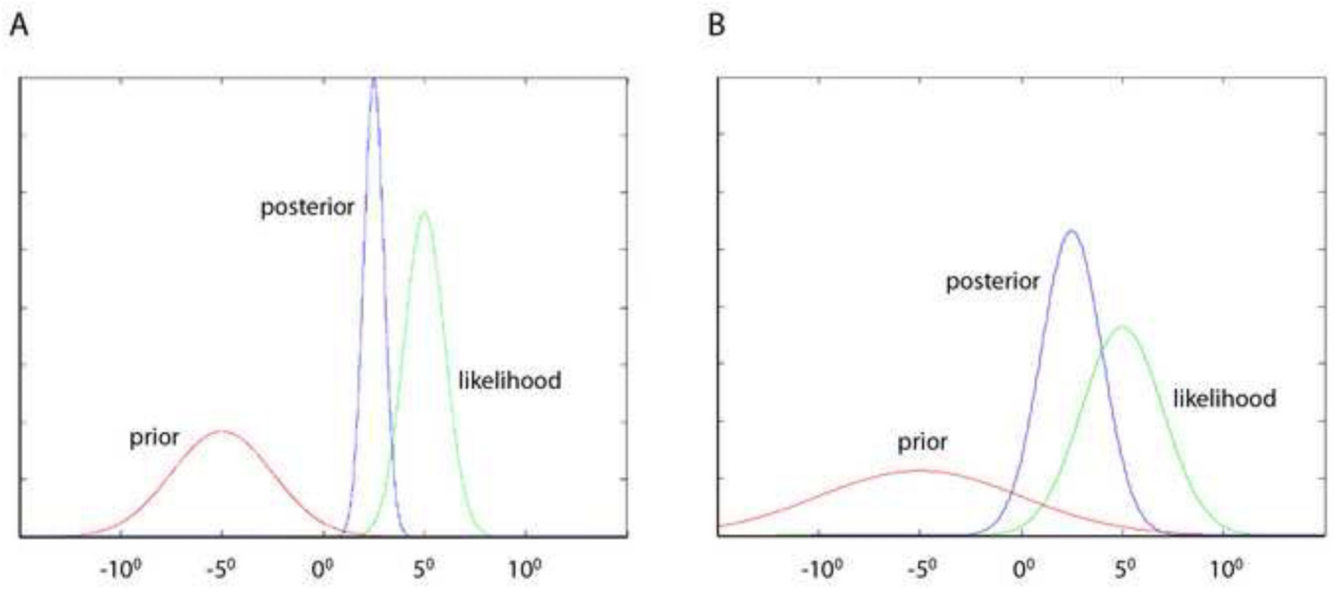 A
B
posterior
likelihood
prior
-10⁰ -5⁰ 0⁰ 5⁰ 10⁰
posterior
likelihood
prior
-10⁰ -5⁰ 0⁰ 5⁰ 10⁰